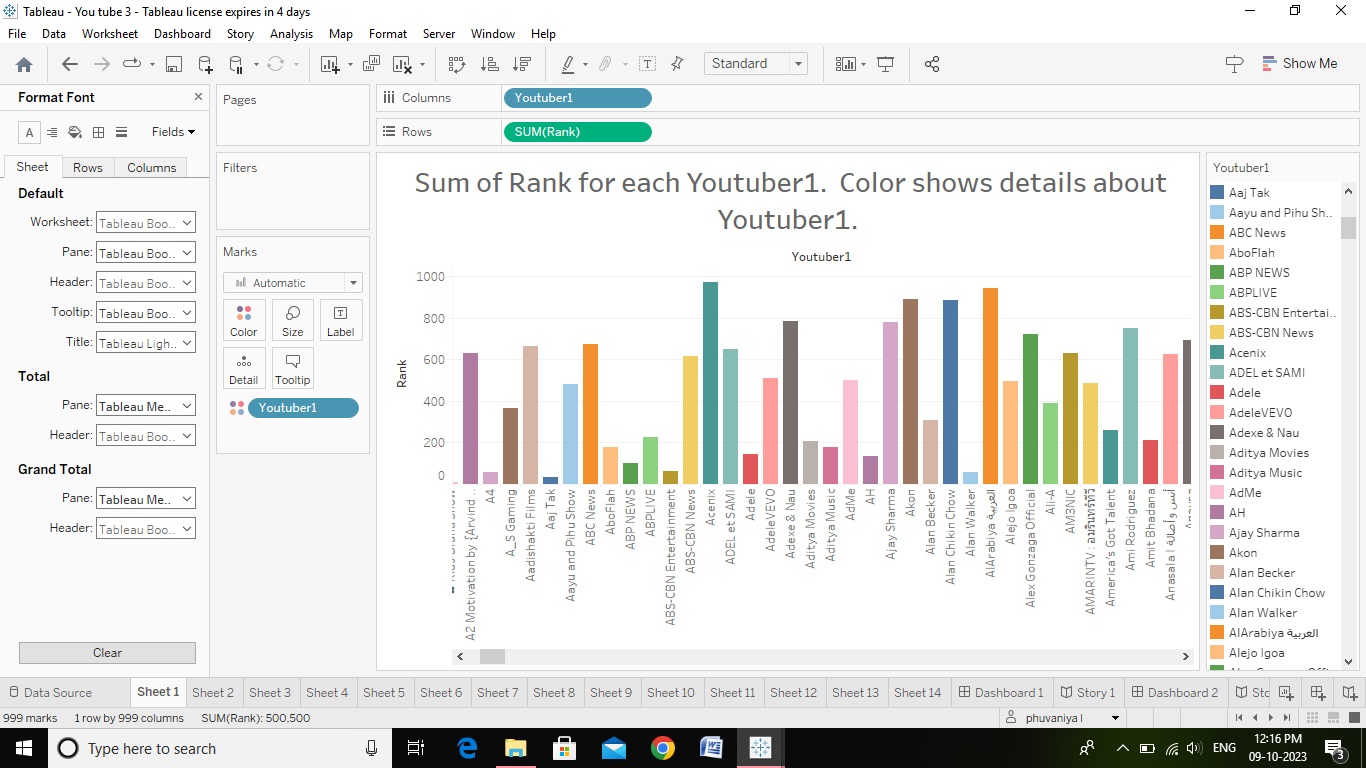 Tableau - You tube 3 - Tableau license expires in 4 days
File Data Worksheet Dashboard Story Analysis Map Format Server Window Help
Standard
Show Me
Format Font
Fields
Sheet Rows Columns
Default
Worksheet: Tableau Boo..
Pane: Tableau Boo..
Header: Tableau Boo..
Tooltip: Tableau Boo..
Title: Tableau Ligh..
Total
Pane: Tableau Me..
Header: Tableau Boo..
Grand Total
Pane: Tableau Me..
Header: Tableau Boo..
Clear
Pages
Filters
Marks
Automatic
Color Size Label
Detail Tooltip
Youtuber1
Columns Youtuber1
Rows SUM(Rank)
Sum of Rank for each Youtuber1. Color shows details about
Youtuber1.
Youtuber1
Rank
1000
800
600
400
200
0
A2 Motivation by {Arvind ..
A4
A_S Gaming
Aadishakti Films
Aaj Tak
Aayu and Pihu Show
ABC News
AboFlah
ABP NEWS
ABPLIVE
ABS-CBN Entertainment
ABS-CBN News
Acenix
ADEL et SAMI
Adele
AdeleVEVO
Adexe & Nau
Aditya Movies
Aditya Music
AdMe
AH
Ajay Sharma
Akon
Alan Becker
Alan Chikin Chow
Alan Walker
AlArabiya العربية
Alejo Igoa
Alex Gonzaga Official
Ali-A
AM3NIC
AMARINTV : อมรินทร์ทีวี
America's Got Talent
Ami Rodriguez
Amit Bhadana
Anasala l أنس و أصالة
Youtuber1
Aaj Tak
Aayu and Pihu Sh..
ABC News
AboFlah
ABP NEWS
ABPLIVE
ABS-CBN Entertai..
ABS-CBN News
Acenix
ADEL et SAMI
Adele
AdeleVEVO
Adexe & Nau
Aditya Movies
Aditya Music
AdMe
AH
Ajay Sharma
Akon
Alan Becker
Alan Chikin Chow
Alan Walker
AlArabiya العربية
Alejo Igoa
Data Source Sheet 1 Sheet 2 Sheet 3 Sheet 4 Sheet 5 Sheet 6 Sheet 7 Sheet 8 Sheet 9 Sheet 10 Sheet 11 Sheet 12 Sheet 13 Sheet 14 Dashboard 1 Story 1 Dashboard 2 Stc
999 marks 1 row by 999 columns SUM(Rank): 500,500 phuvaniya l
Type here to search
ENG 12:16 PM
09-10-2023 3